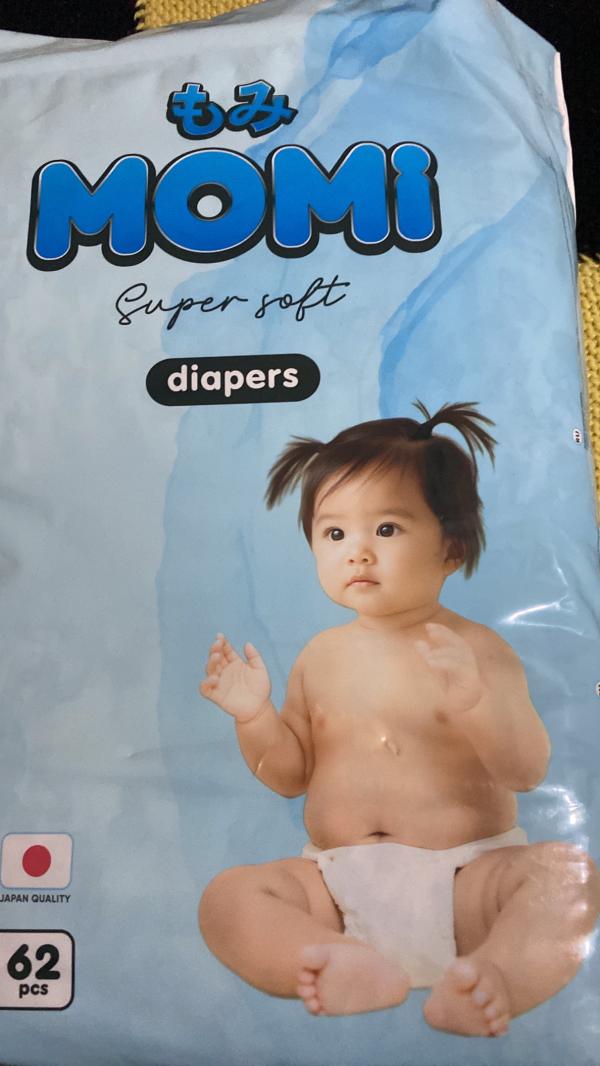 もみ
MOMi
Super soft
diapers
JAPAN QUALITY
62
pcs